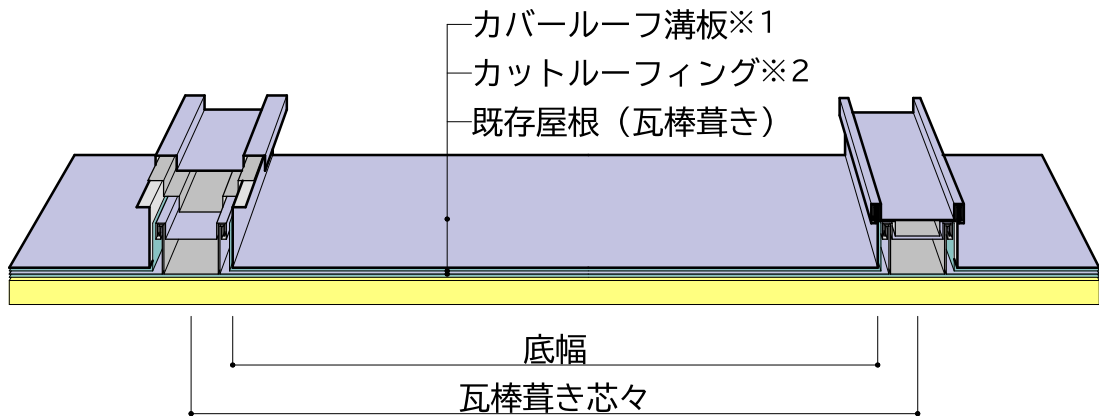 カバールーフ溝板※1
カットルーフィング※2
既存屋根（瓦棒葺き）
底幅
瓦棒葺き芯々